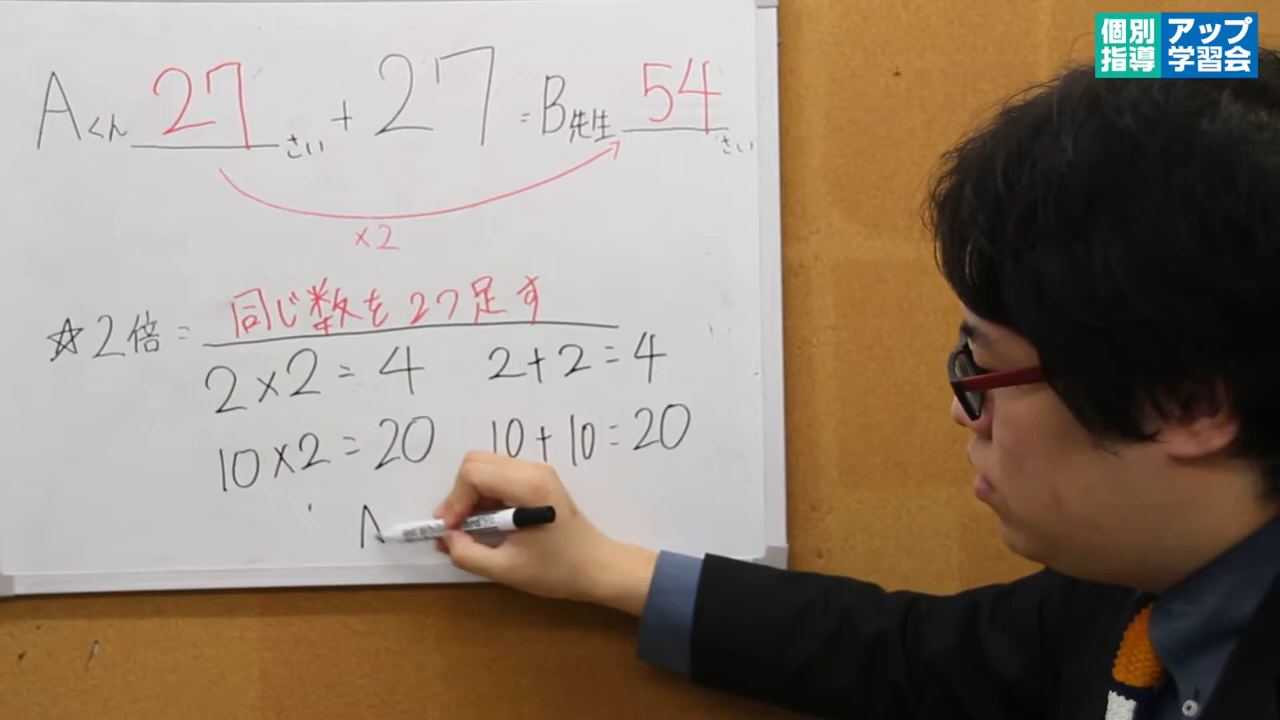 個別指導 アップ学習会
Aくん 27 さい + 27 = B先生 54 さい
×2
☆2倍 = 同じ数を2つ足す
2×2=4 2+2=4
10×2=20 10+10=20